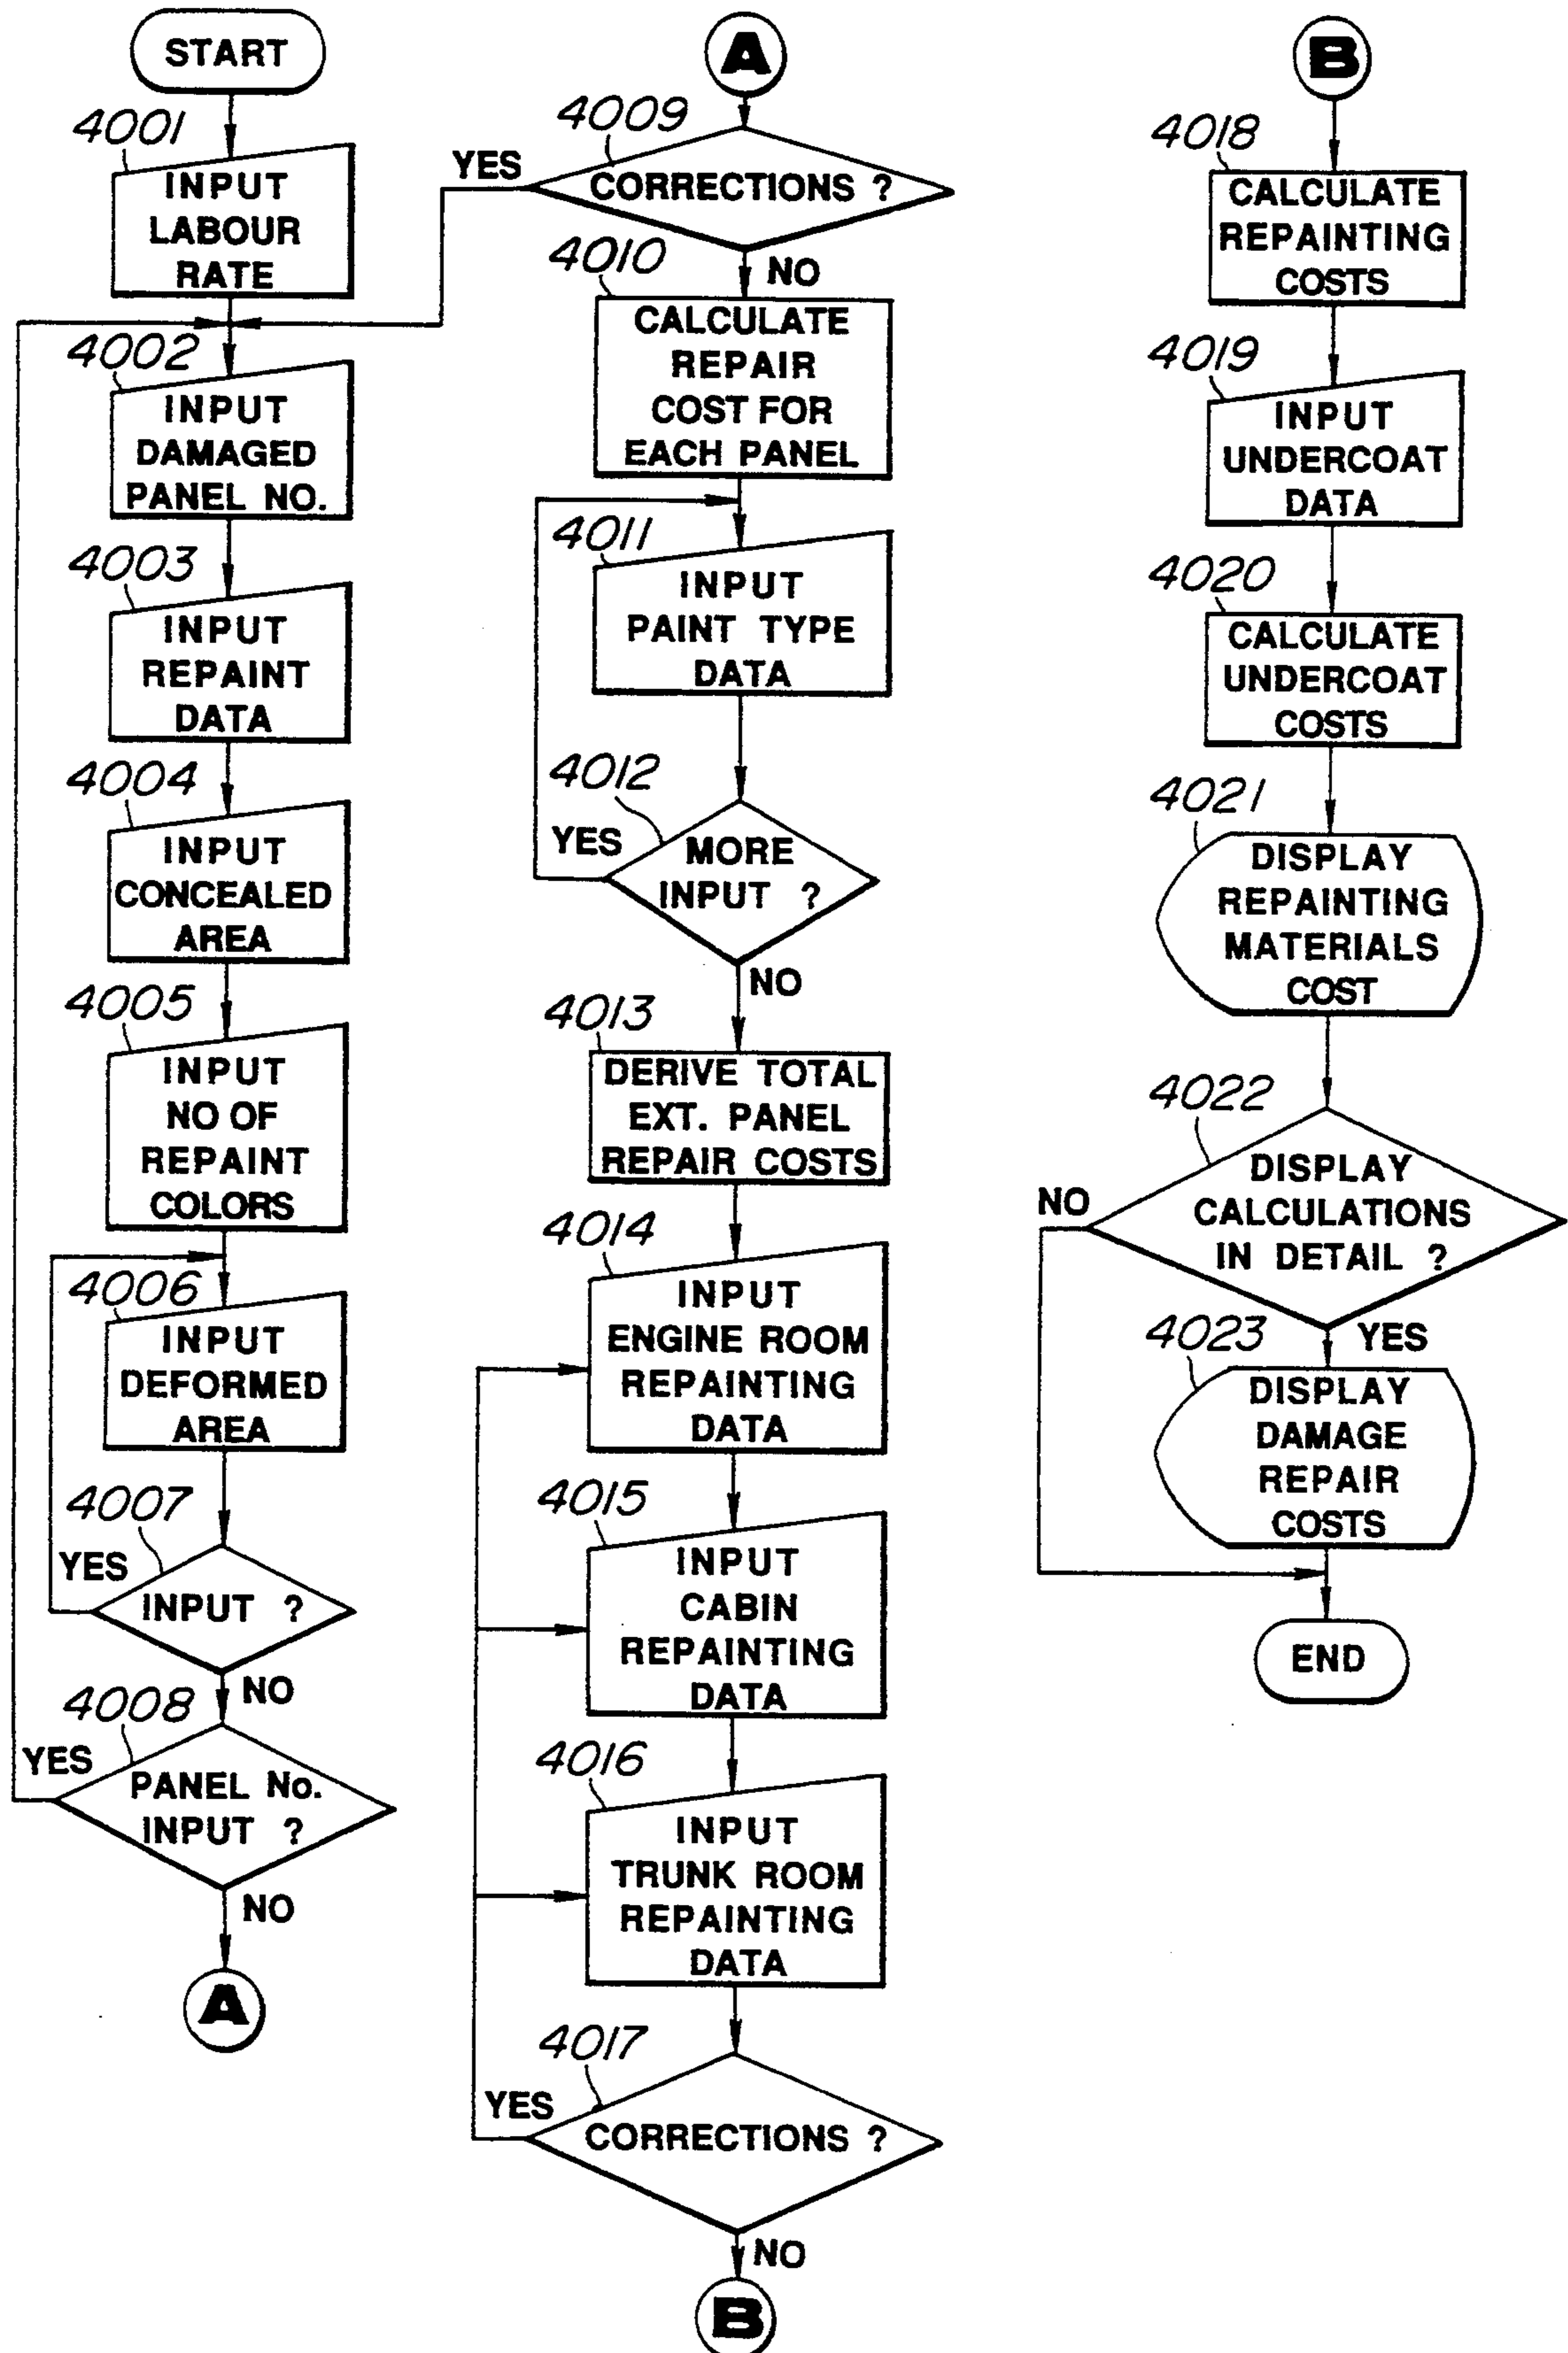 START
4001
INPUT
LABOUR
RATE
4002
INPUT
DAMAGED
PANEL NO.
4003
INPUT
REPAINT
DATA
4004
INPUT
CONCEALED
AREA
4005
INPUT
NO OF
REPAINT
COLORS
4006
INPUT
DEFORMED
AREA
4007
YES
INPUT ?
NO
4008
YES
PANEL No.
INPUT ?
NO
A
A
4009
YES
CORRECTIONS ?
4010
NO
CALCULATE
REPAIR
COST FOR
EACH PANEL
4011
INPUT
PAINT TYPE
DATA
4012
YES
MORE
INPUT ?
NO
4013
DERIVE TOTAL
EXT. PANEL
REPAIR COSTS
4014
INPUT
ENGINE ROOM
REPAINTING
DATA
4015
INPUT
CABIN
REPAINTING
DATA
4016
INPUT
TRUNK ROOM
REPAINTING
DATA
4017
YES
CORRECTIONS ?
NO
B
B
4018
CALCULATE
REPAINTING
COSTS
4019
INPUT
UNDERCOAT
DATA
4020
CALCULATE
UNDERCOAT
COSTS
4021
DISPLAY
REPAINTING
MATERIALS
COST
4022
NO
DISPLAY
CALCULATIONS
IN DETAIL ?
4023
YES
DISPLAY
DAMAGE
REPAIR
COSTS
END